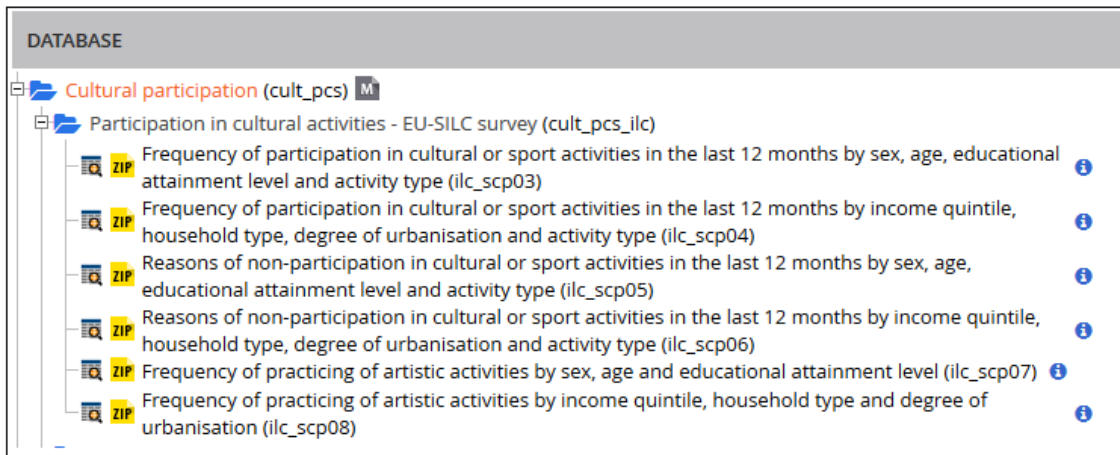 DATABASE
Cultural participation (cult_pcs) M
Participation in cultural activities - EU-SILC survey (cult_pcs_ilc)
ZIP Frequency of participation in cultural or sport activities in the last 12 months by sex, age, educational
attainment level and activity type (ilc_scp03)
ZIP Frequency of participation in cultural or sport activities in the last 12 months by income quintile,
household type, degree of urbanisation and activity type (ilc_scp04)
ZIP Reasons of non-participation in cultural or sport activities in the last 12 months by sex, age,
educational attainment level and activity type (ilc_scp05)
ZIP Reasons of non-participation in cultural or sport activities in the last 12 months by income quintile,
household type, degree of urbanisation and activity type (ilc_scp06)
ZIP Frequency of practicing of artistic activities by sex, age and educational attainment level (ilc_scp07)
ZIP Frequency of practicing of artistic activities by income quintile, household type and degree of
urbanisation (ilc_scp08)